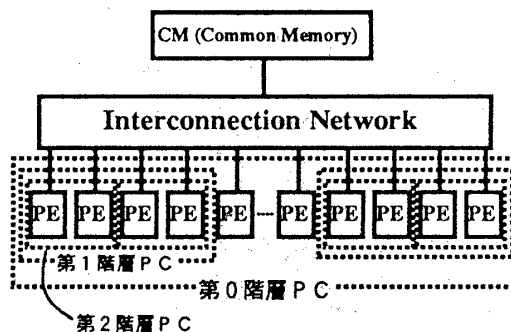 CM (Common Memory)
Interconnection Network
PE PE PE PE PE PE PE PE PE PE
第1階層PC
第0階層PC
第2階層PC